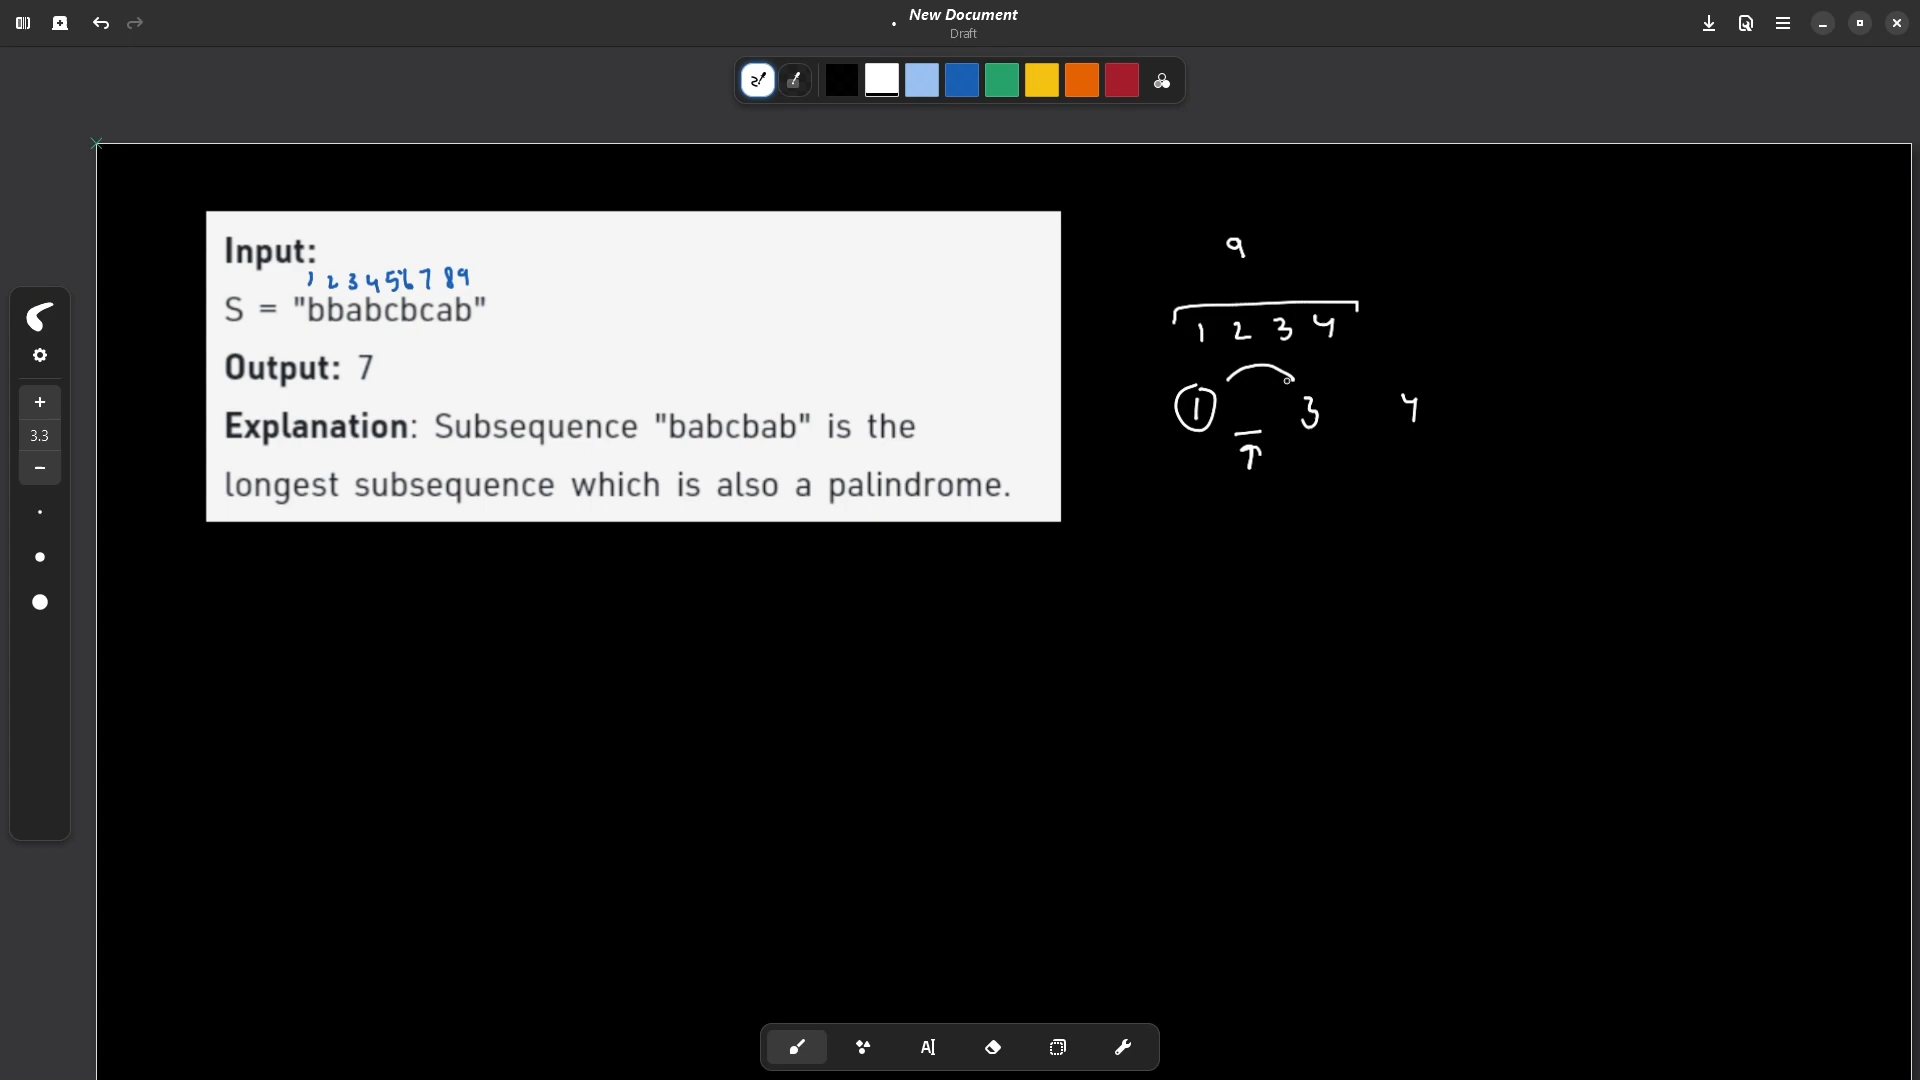 New Document
Draft
Input:
1 2 3 4 5 6 7 8 9
S = "bbabcbcab"
Output: 7
Explanation: Subsequence "babcbab" is the
longest subsequence which is also a palindrome.
9
1 2 3 4
1 3 4
3.3
AI